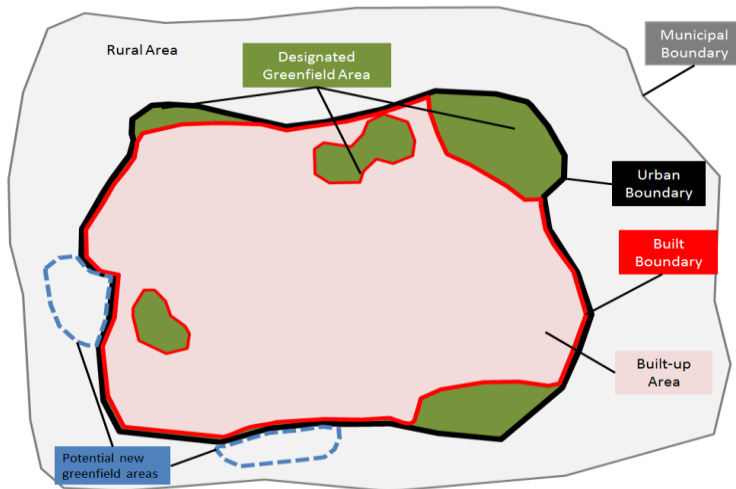 Rural Area
Designated
Greenfield Area
Municipal
Boundary
Urban
Boundary
Built
Boundary
Built-up
Area
Potential new
greenfield areas